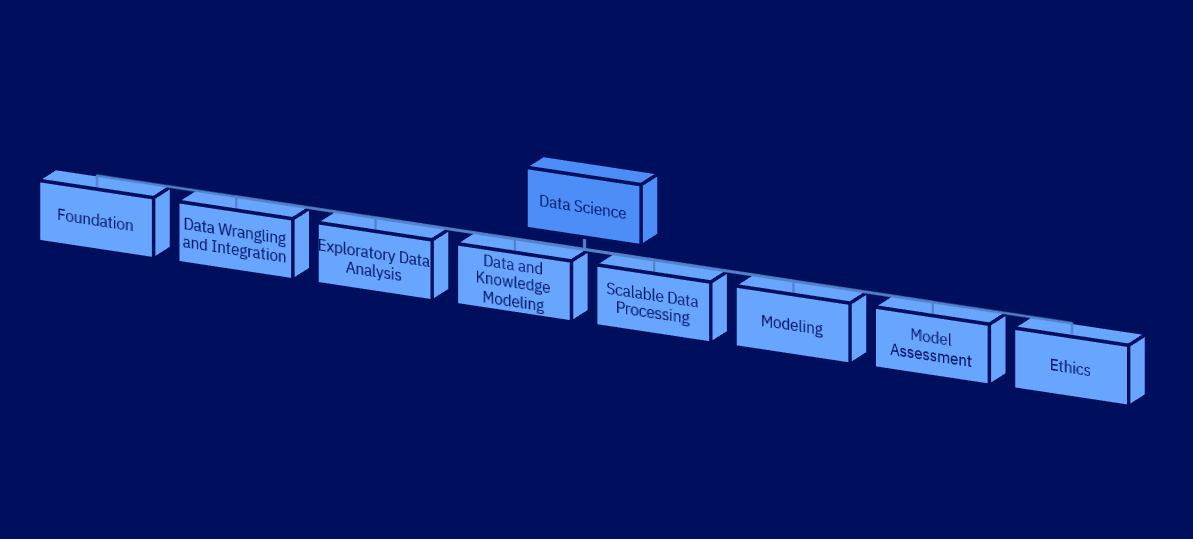 Data Science
Foundation
Data Wrangling
and Integration
Exploratory Data
Analysis
Data and
Knowledge
Modeling
Scalable Data
Processing
Modeling
Model
Assessment
Ethics